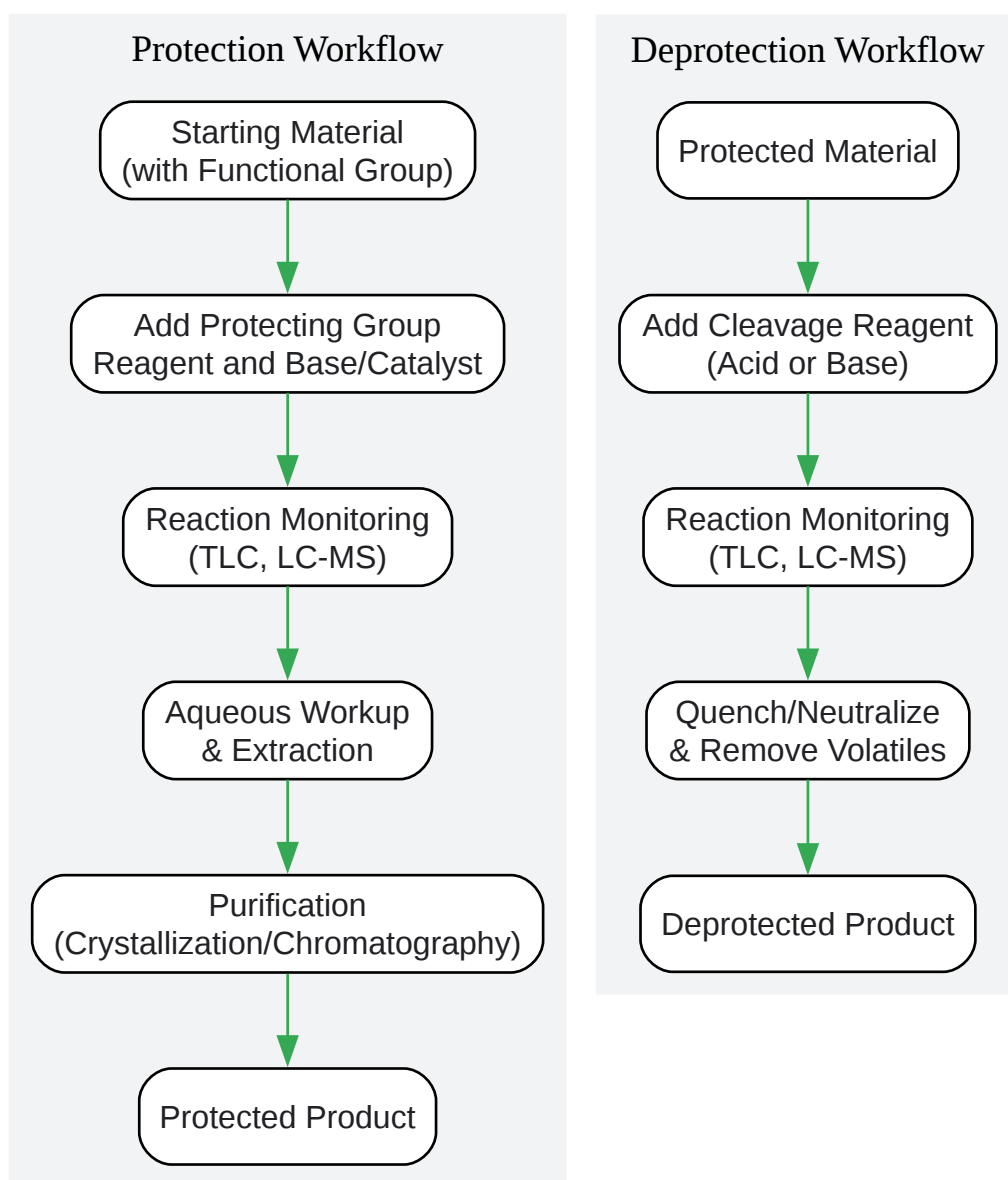 Protection Workflow
Starting Material
(with Functional Group)
Add Protecting Group
Reagent and Base/Catalyst
Reaction Monitoring
(TLC, LC-MS)
Aqueous Workup
& Extraction
Purification
(Crystallization/Chromatography)
Protected Product
Deprotection Workflow
Protected Material
Add Cleavage Reagent
(Acid or Base)
Reaction Monitoring
(TLC, LC-MS)
Quench/Neutralize
& Remove Volatiles
Deprotected Product